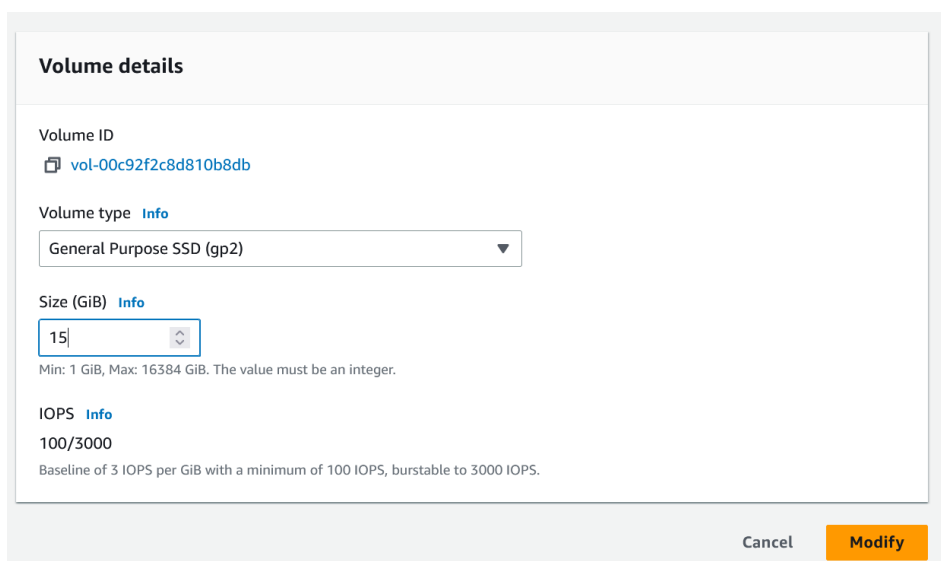 Volume details
Volume ID
vol-00c92f2c8d810b8db
Volume type Info
General Purpose SSD (gp2)
Size (GiB) Info
15
Min: 1 GiB, Max: 16384 GiB. The value must be an integer.
IOPS Info
100/3000
Baseline of 3 IOPS per GiB with a minimum of 100 IOPS, burstable to 3000 IOPS.
Cancel Modify